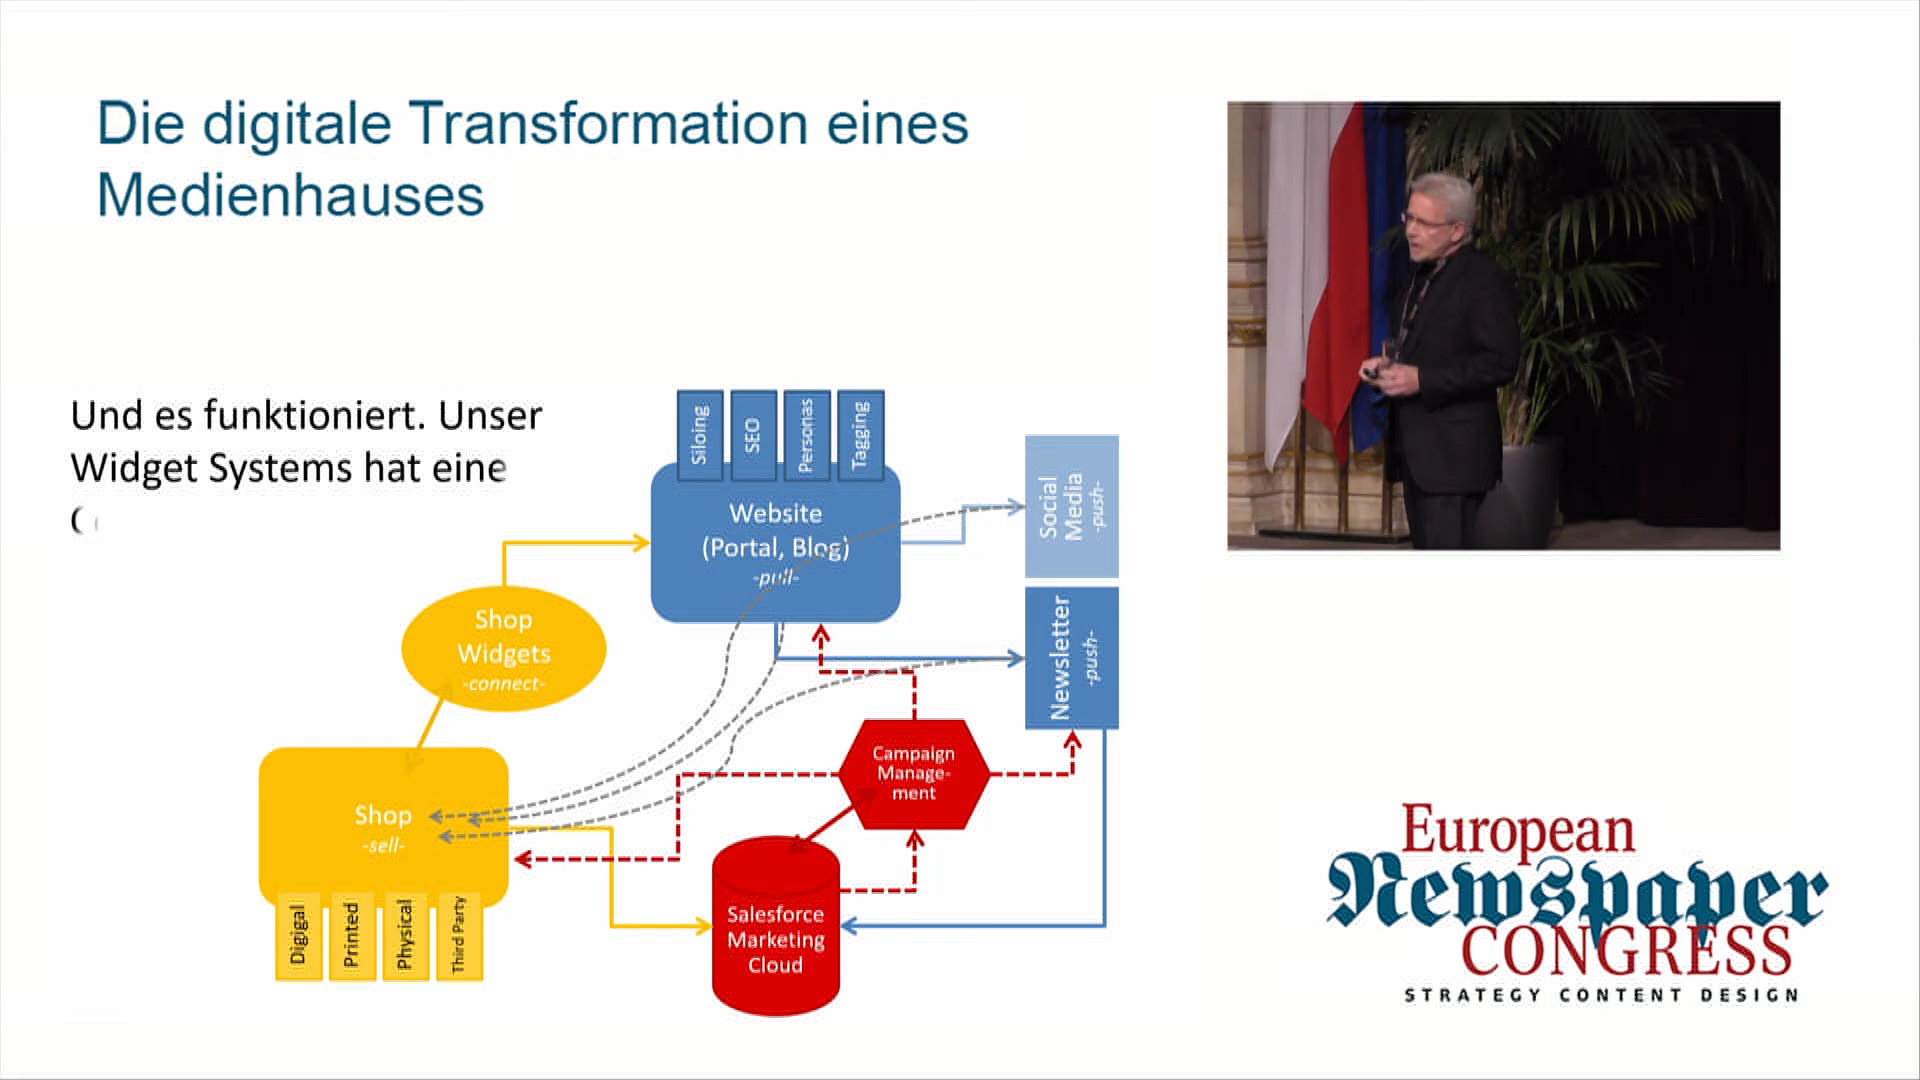 Die digitale Transformation eines
Medienhauses
Und es funktioniert. Unser
Widget Systems hat eine
Siloing
SEO
Personas
Tagging
Website
(Portal, Blog)
-pull-
Social
Media
-push-
Newsletter
-push-
Shop
Widgets
-connect-
Campaign
Manage-
ment
Shop
-sell-
Digigal
Printed
Physical
Third Party
Salesforce
Marketing
Cloud
European
Newspaper
CONGRESS
STRATEGY CONTENT DESIGN